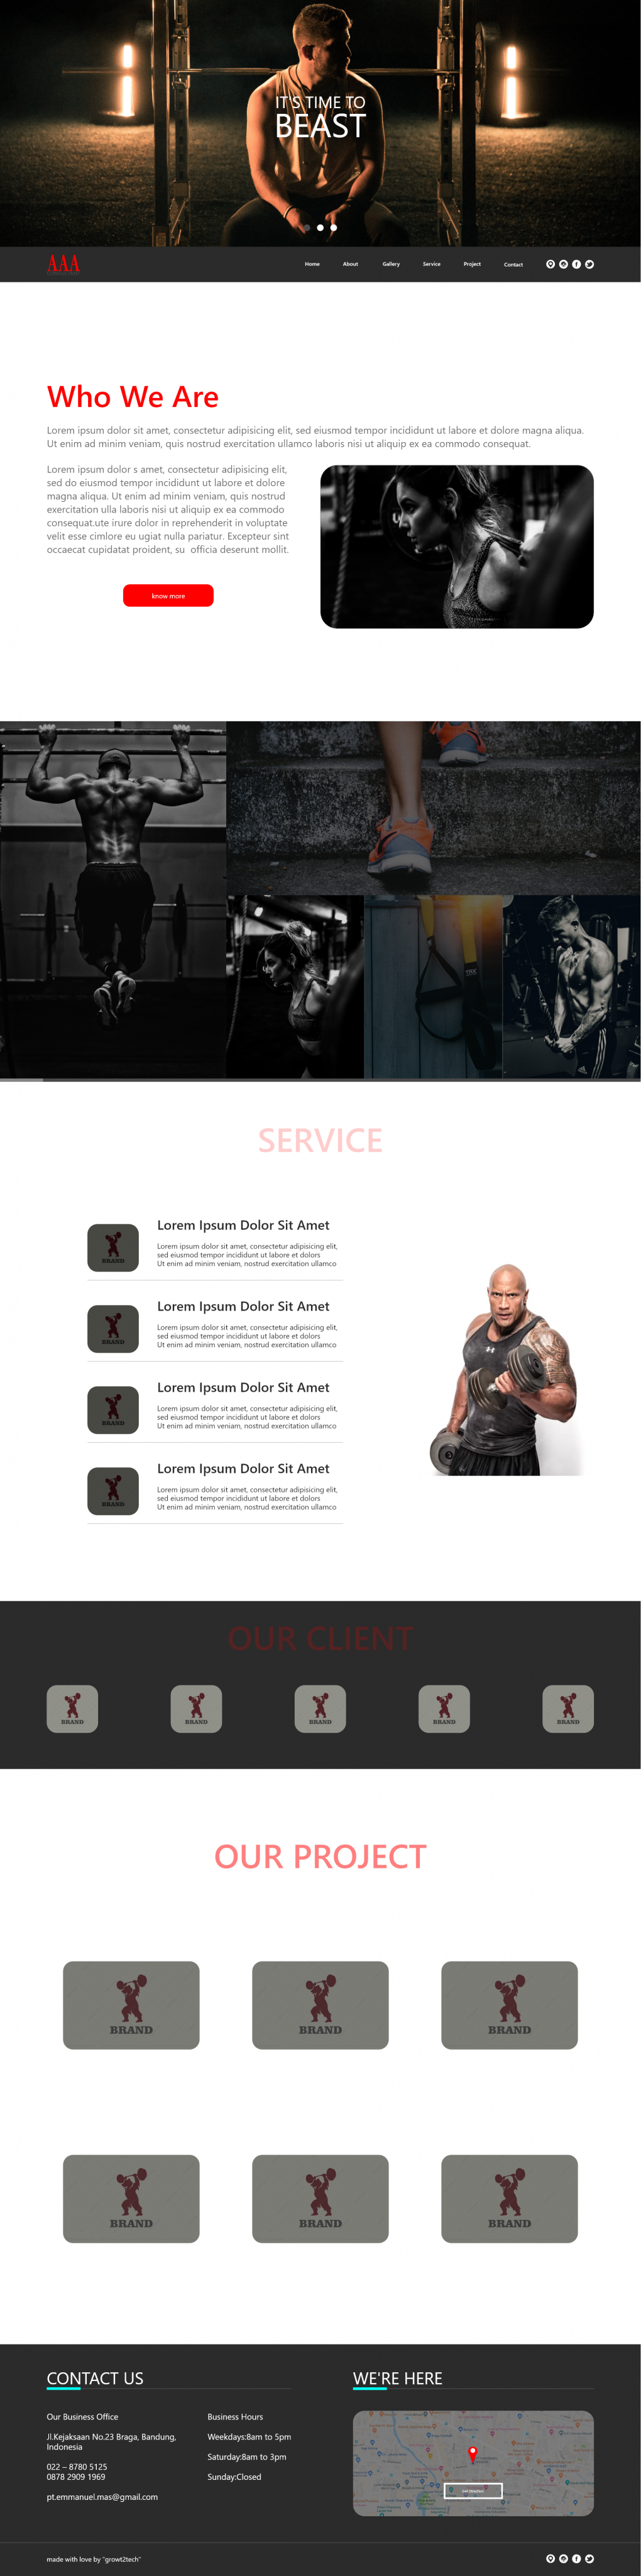 IT'S TIME TO
BEAST
AAA
Home About Gallery Service Project Contact
Who We Are
Lorem ipsum dolor sit amet, consectetur adipisicing elit, sed eiusmod tempor incididunt ut labore et dolore magna aliqua.
Ut enim ad minim veniam, quis nostrud exercitation ullamco laboris nisi ut aliquip ex ea commodo consequat.
Lorem ipsum dolor s amet, consectetur adipisicing elit,
sed do eiusmod tempor incididunt ut labore et dolore
magna aliqua. Ut enim ad minim veniam, quis nostrud
exercitation ulla laboris nisi ut aliquip ex ea commodo
consequat.ute irure dolor in reprehenderit in voluptate
velit esse cimlore eu ugiat nulla pariatur. Excepteur sint
occaecat cupidatat proident, su officia deserunt mollit.
know more
SERVICE
BRAND
Lorem Ipsum Dolor Sit Amet
Lorem ipsum dolor sit amet, consectetur adipisicing elit,
sed eiusmod tempor incididunt ut labore et dolors
Ut enim ad minim veniam, nostrud exercitation ullamco
BRAND
Lorem Ipsum Dolor Sit Amet
Lorem ipsum dolor sit amet, consectetur adipisicing elit,
sed eiusmod tempor incididunt ut labore et dolors
Ut enim ad minim veniam, nostrud exercitation ullamco
BRAND
Lorem Ipsum Dolor Sit Amet
Lorem ipsum dolor sit amet, consectetur adipisicing elit,
sed eiusmod tempor incididunt ut labore et dolors
Ut enim ad minim veniam, nostrud exercitation ullamco
BRAND
Lorem Ipsum Dolor Sit Amet
Lorem ipsum dolor sit amet, consectetur adipisicing elit,
sed eiusmod tempor incididunt ut labore et dolors
Ut enim ad minim veniam, nostrud exercitation ullamco
OUR CLIENT
BRAND BRAND BRAND BRAND BRAND
OUR PROJECT
BRAND BRAND BRAND
BRAND BRAND BRAND
CONTACT US
Our Business Office
Jl.Kejaksaan No.23 Braga, Bandung,
Indonesia
022 – 8780 5125
0878 2909 1969
pt.emmanuel.mas@gmail.com
Business Hours
Weekdays:8am to 5pm
Saturday:8am to 3pm
Sunday:Closed
WE'RE HERE
Get Direction
made with love by "growt2tech"